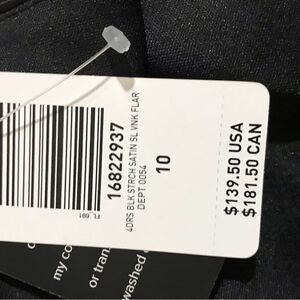 16822937
4DRS BLK STRCH SATIN SL VNK FLAR
DEPT 0054
10
$139.50 USA
$181.50 CAN
FL 691
my co
or tran
washed